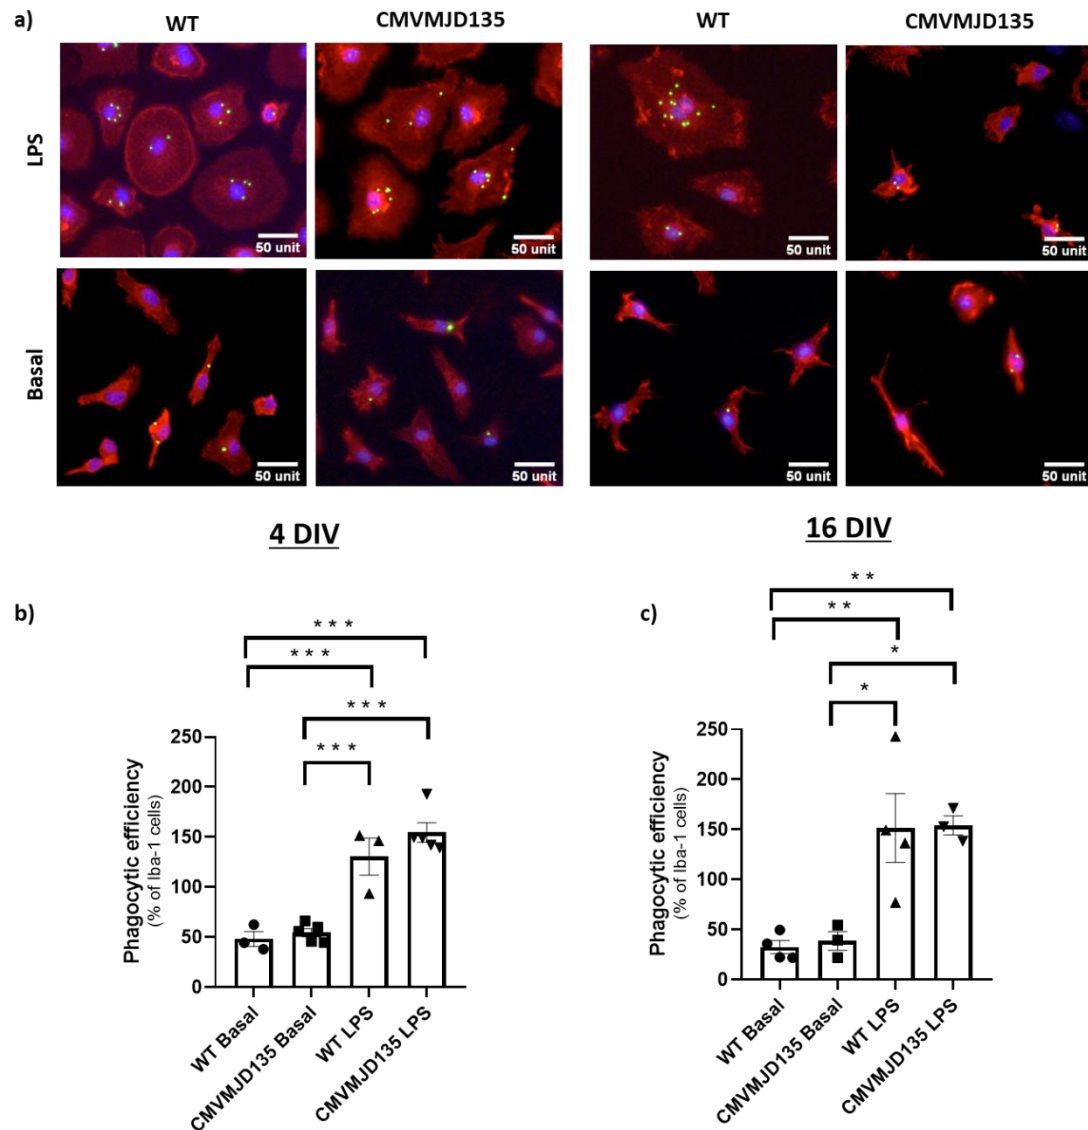 a)
WT
CMVMJD135
WT
CMVMJD135
LPS
50 unit
50 unit
50 unit
50 unit
Basal
50 unit
50 unit
50 unit
50 unit
4 DIV
16 DIV
b)
* * *
* * *
* * *
* * *
Phagocytic efficiency
(% of Iba-1 cells)
250
200
150
100
50
0
WT Basal
CMVMJD135 Basal
WT LPS
CMVMJD135 LPS
c)
* *
* *
*
*
Phagocytic efficiency
(% of Iba-1 cells)
250
200
150
100
50
0
WT Basal
CMVMJD135 Basal
WT LPS
CMVMJD135 LPS